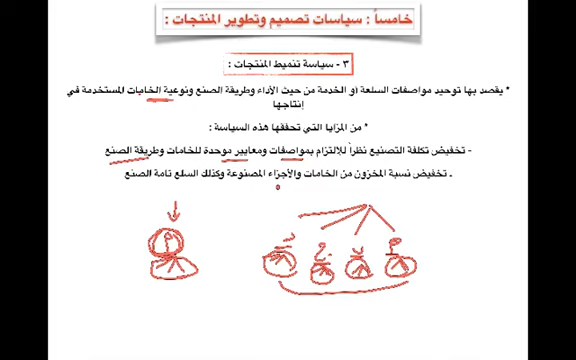 خامساً : سياسات تصميم وتطوير المنتجات :
٣ - سياسة تنميط المنتجات :
* يقصد بها توحيد مواصفات السلعة أو الخدمة من حيث الأداء وطريقة الصنع ونوعية الخامات المستخدمة في
إنتاجها
* من المزايا التي تحققها هذه السياسة :
- تخفيض تكلفة التصنيع نظراً للإلتزام بمواصفات ومعايير موحدة للخامات وطريقة الصنع
- تخفيض نسبة المخزون من الخامات والأجزاء المصنوعة وكذلك السلع تامة الصنع